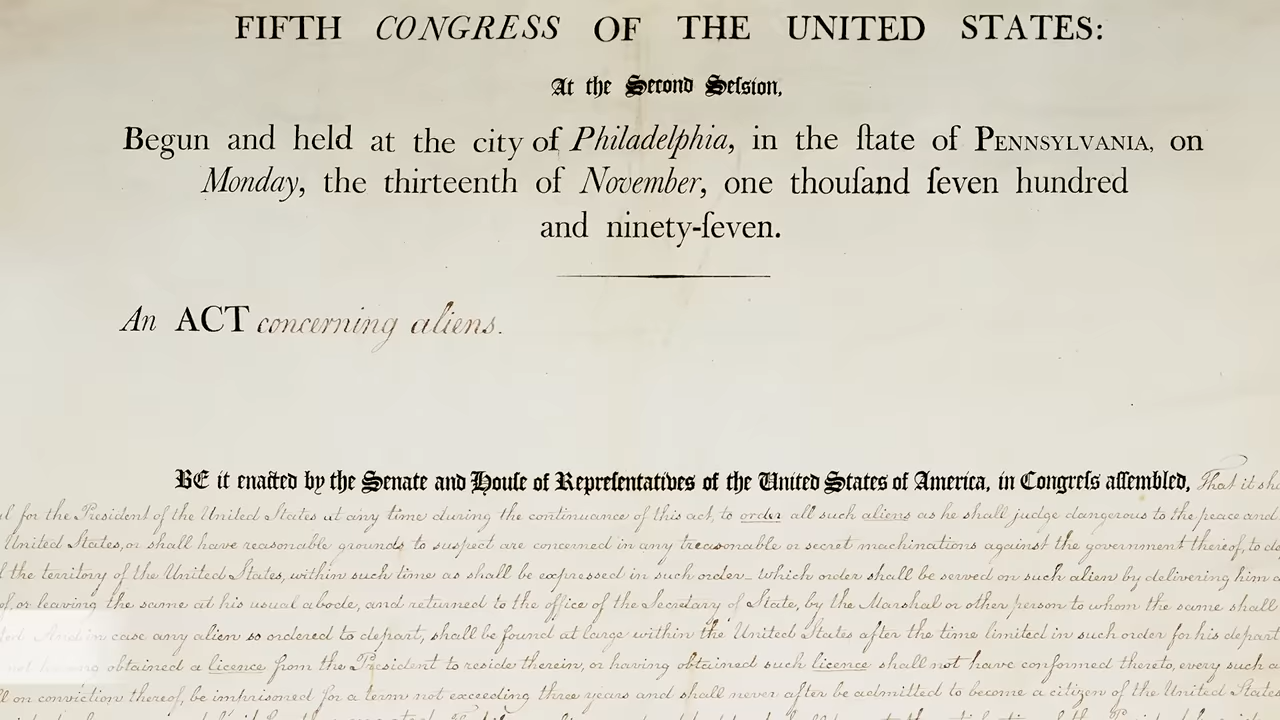 FIFTH CONGRESS OF THE UNITED STATES:
At the Second Seſsion,
Begun and held at the city of Philadelphia, in the ſtate of PENNSYLVANIA, on
Monday, the thirteenth of November, one thouſand ſeven hundred
and ninety-ſeven.
An ACT concerning aliens.
BE it enacted by the Senate and Houſe of Repreſentatives of the United States of America, in Congreſs aſſembled, That it
for the President of the United States at any time during the continuance of this act, to order all such aliens as he shall judge dangerous to the peace and
United States, or shall have reasonable grounds to suspect are concerned in any treasonable or secret machinations against the government thereof, to
the territory of the United States, within such time as shall be expressed in such order_ which order shall be served on such alien by delivering him
or leaving the same at his usual abode, and returned to the office of the Secretary of State, by the Marshal or other person to whom the same shall
And in case any alien so ordered to depart, shall be found at large within the United States after the time limited in such order for his
not having obtained a licence from the President to reside therein, or having obtained such licence shall not have conformed thereto, every such
on conviction thereof, be imprisoned for a term not exceeding three years and shall never after be admitted to become a citizen of the United States